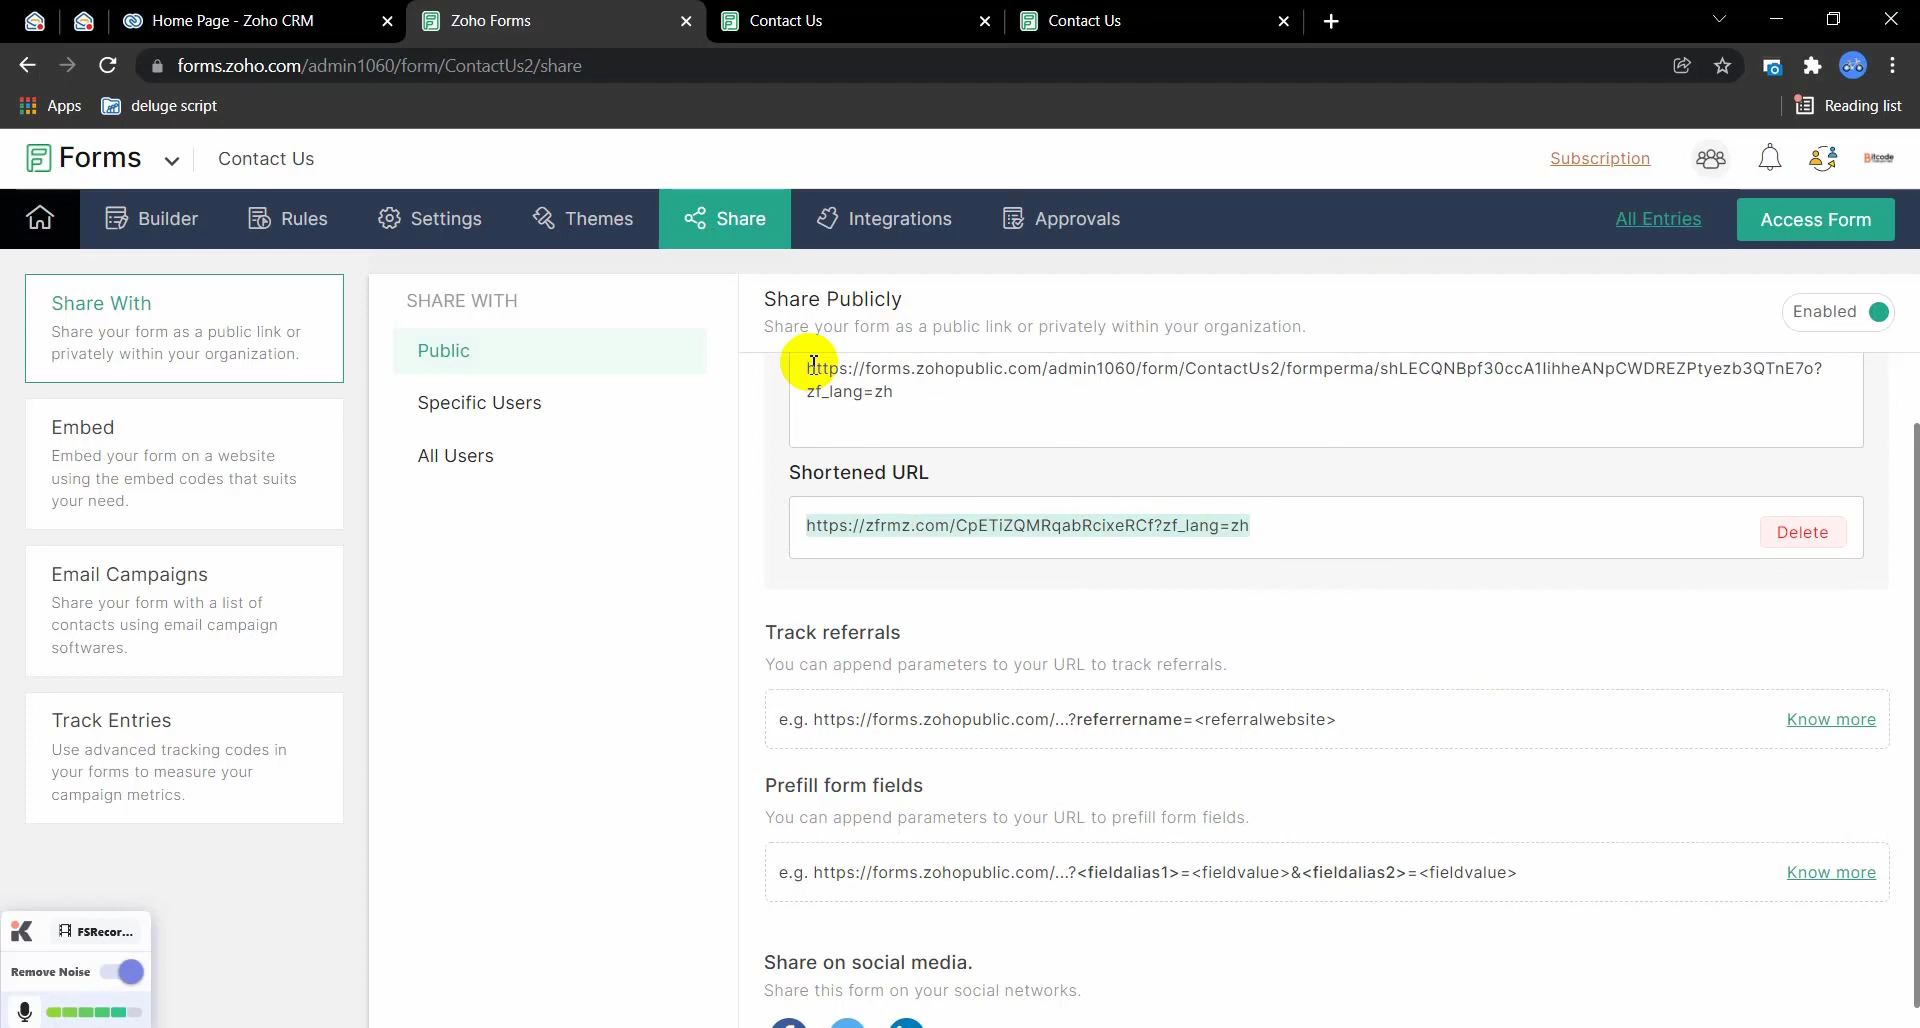 Home Page - Zoho CRM
Zoho Forms
Contact Us
Contact Us
forms.zoho.com/admin1060/form/ContactUs2/share
Apps
deluge script
Reading list
Forms
Contact Us
Subscription
Bitcode
Builder
Rules
Settings
Themes
Share
Integrations
Approvals
All Entries
Access Form
Share With
Share your form as a public link or
privately within your organization.
Embed
Embed your form on a website
using the embed codes that suits
your need.
Email Campaigns
Share your form with a list of
contacts using email campaign
softwares.
Track Entries
Use advanced tracking codes in
your forms to measure your
campaign metrics.
SHARE WITH
Public
Specific Users
All Users
Share Publicly
Share your form as a public link or privately within your organization.
Enabled
https://forms.zohopublic.com/admin1060/form/ContactUs2/formperma/shLECQNBpf30ccA1IihheANpCWDREZPtyezb3QTnE7o?
zf_lang=zh
Shortened URL
https://zfrmz.com/CpETiZQMRqabRcixeRCf?zf_lang=zh
Delete
Track referrals
You can append parameters to your URL to track referrals.
e.g. https://forms.zohopublic.com/...?referrername=<referralwebsite>
Know more
Prefill form fields
You can append parameters to your URL to prefill form fields.
e.g. https://forms.zohopublic.com/...?<fieldalias1>=<fieldvalue>&<fieldalias2>=<fieldvalue>
Know more
Share on social media.
Share this form on your social networks.
FSRecor...
Remove Noise